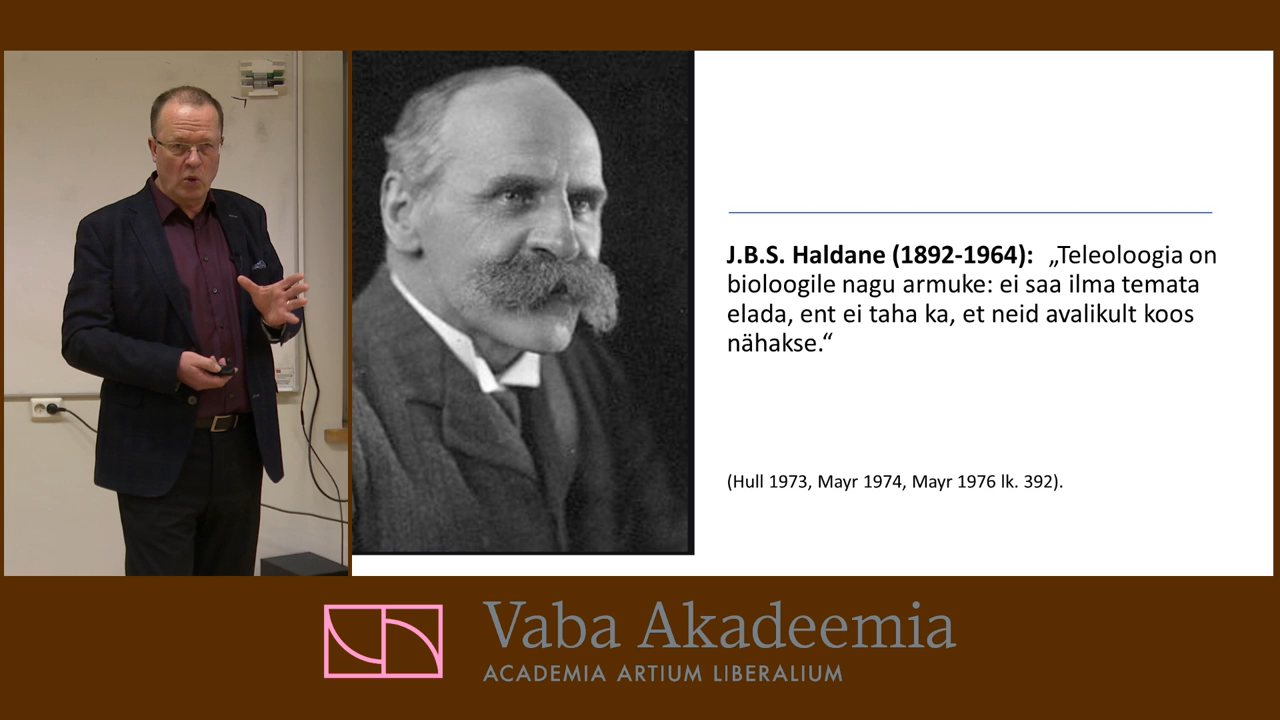 J.B.S. Haldane (1892-1964): „Teleoloogia on
bioloogile nagu armuke: ei saa ilma temata
elada, ent ei taha ka, et neid avalikult koos
nähakse.“
(Hull 1973, Mayr 1974, Mayr 1976 lk. 392).
Vaba Akadeemia
ACADEMIA ARTIUM LIBERALIUM